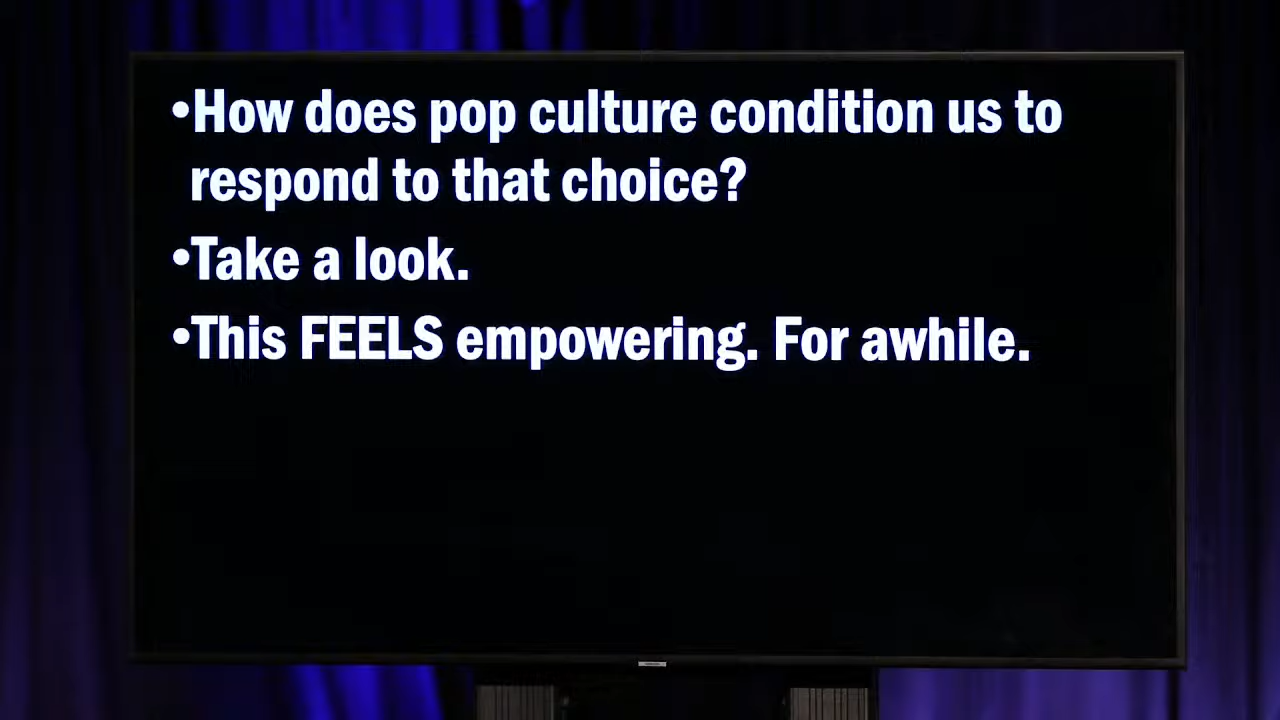 •How does pop culture condition us to
respond to that choice?
•Take a look.
•This FEELS empowering. For awhile.